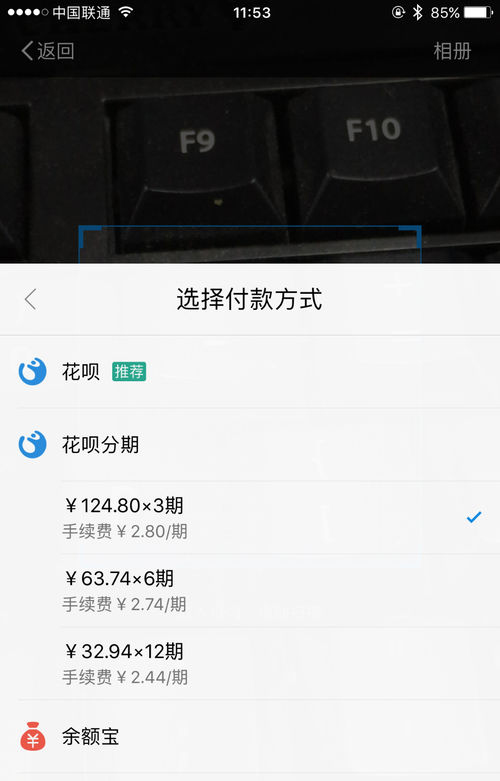 中国联通 11:53 85%
返回 相册
F9 F10
选择付款方式
花呗 推荐
花呗分期
￥124.80×3期
手续费￥2.80/期
￥63.74×6期
手续费￥2.74/期
￥32.94×12期
手续费￥2.44/期
余额宝